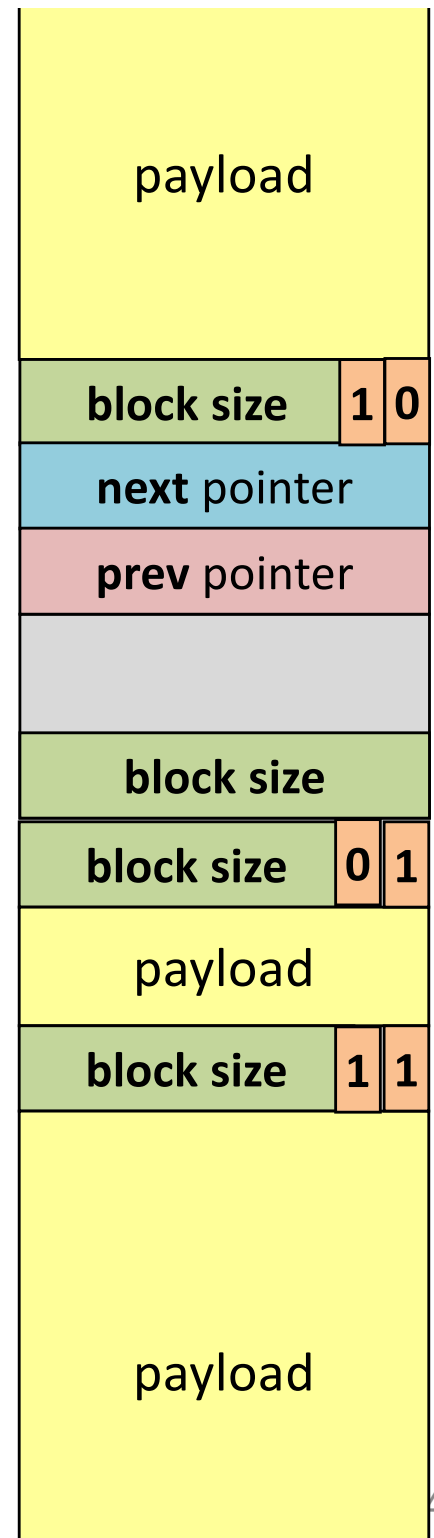 payload
block size 1 0
next pointer
prev pointer
block size
block size 0 1
payload
block size 1 1
payload